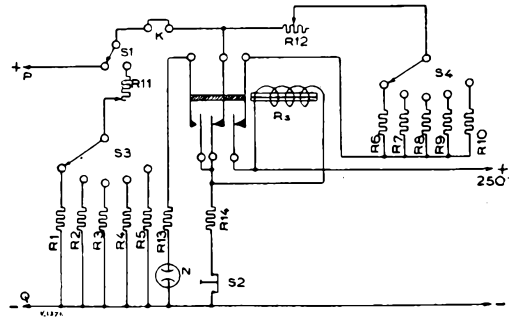 K
S1
R12
+
P
R11
S4
R3
R6
R7
R8
R9
R10
S3
+
250
R1
R2
R3
R4
R5
R13
R14
Z
S2
-
Q
-